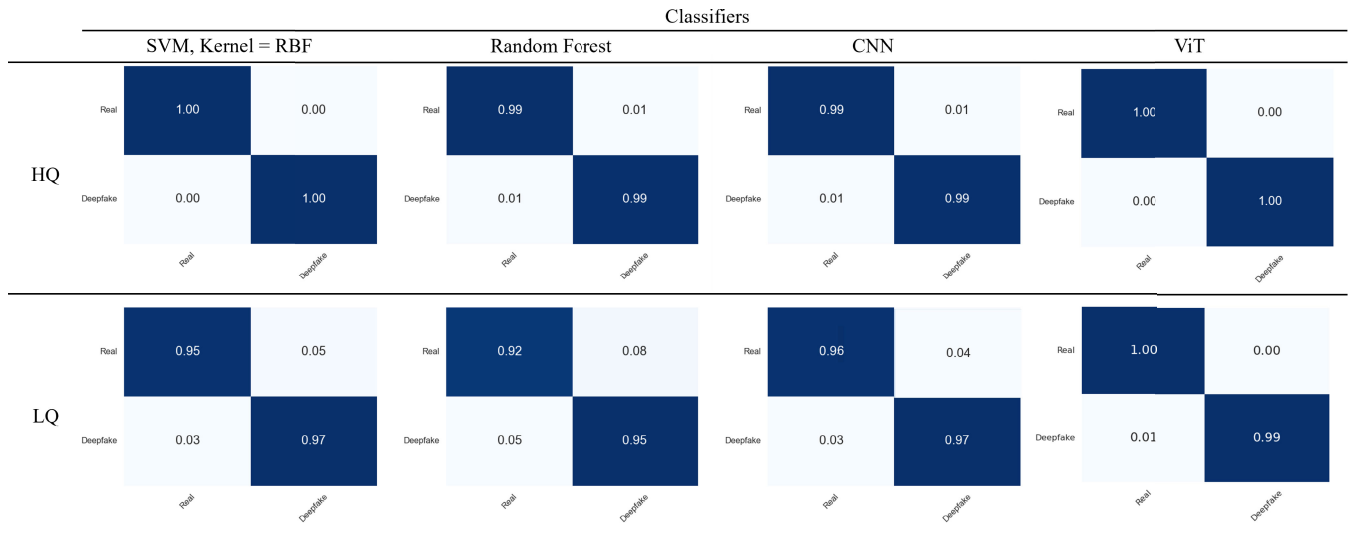 Classifiers
SVM, Kernel = RBF Random Forest CNN ViT
HQ
Real 1.00 0.00 Real 0.99 0.01 Real 0.99 0.01 Real 1.00 0.00
Deepfake 0.00 1.00 Deepfake 0.01 0.99 Deepfake 0.01 0.99 Deepfake 0.00 1.00
Real Deepfake Real Deepfake Real Deepfake Real Deepfake
LQ
Real 0.95 0.05 Real 0.92 0.08 Real 0.96 0.04 Real 1.00 0.00
Deepfake 0.03 0.97 Deepfake 0.05 0.95 Deepfake 0.03 0.97 Deepfake 0.01 0.99
Real Deepfake Real Deepfake Real Deepfake Real Deepfake